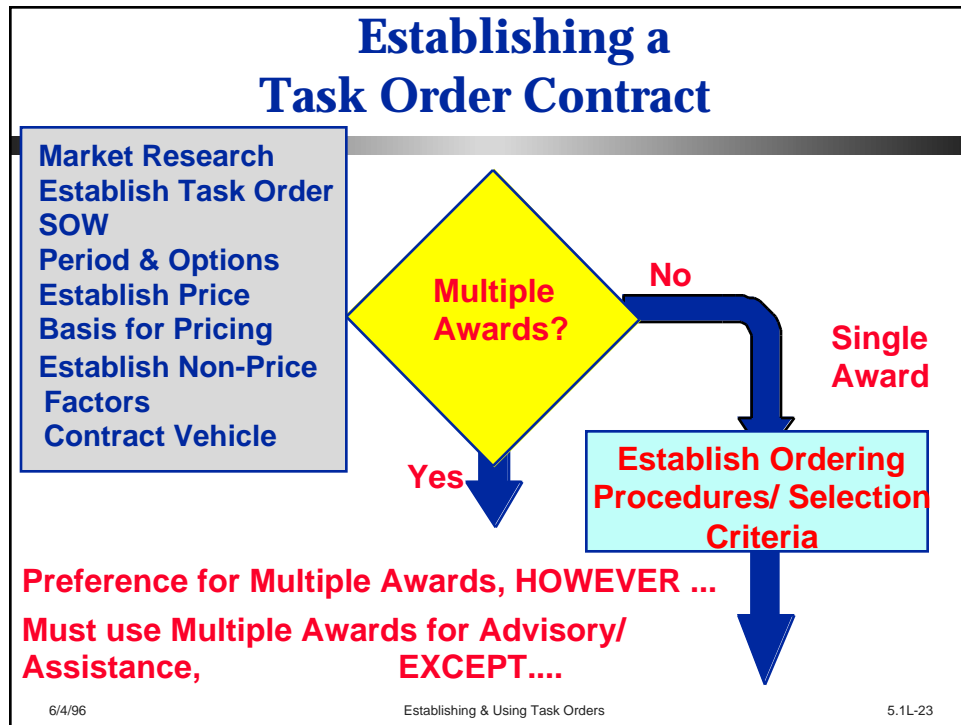 Establishing a
Task Order Contract
Market Research
Establish Task Order
SOW
Period & Options
Establish Price
Basis for Pricing
Establish Non-Price
Factors
Contract Vehicle
Multiple
Awards?
No
Single
Award
Yes
Establish Ordering
Procedures/ Selection
Criteria
Preference for Multiple Awards, HOWEVER ...
Must use Multiple Awards for Advisory/
Assistance, EXCEPT....
6/4/96 Establishing & Using Task Orders 5.1L-23